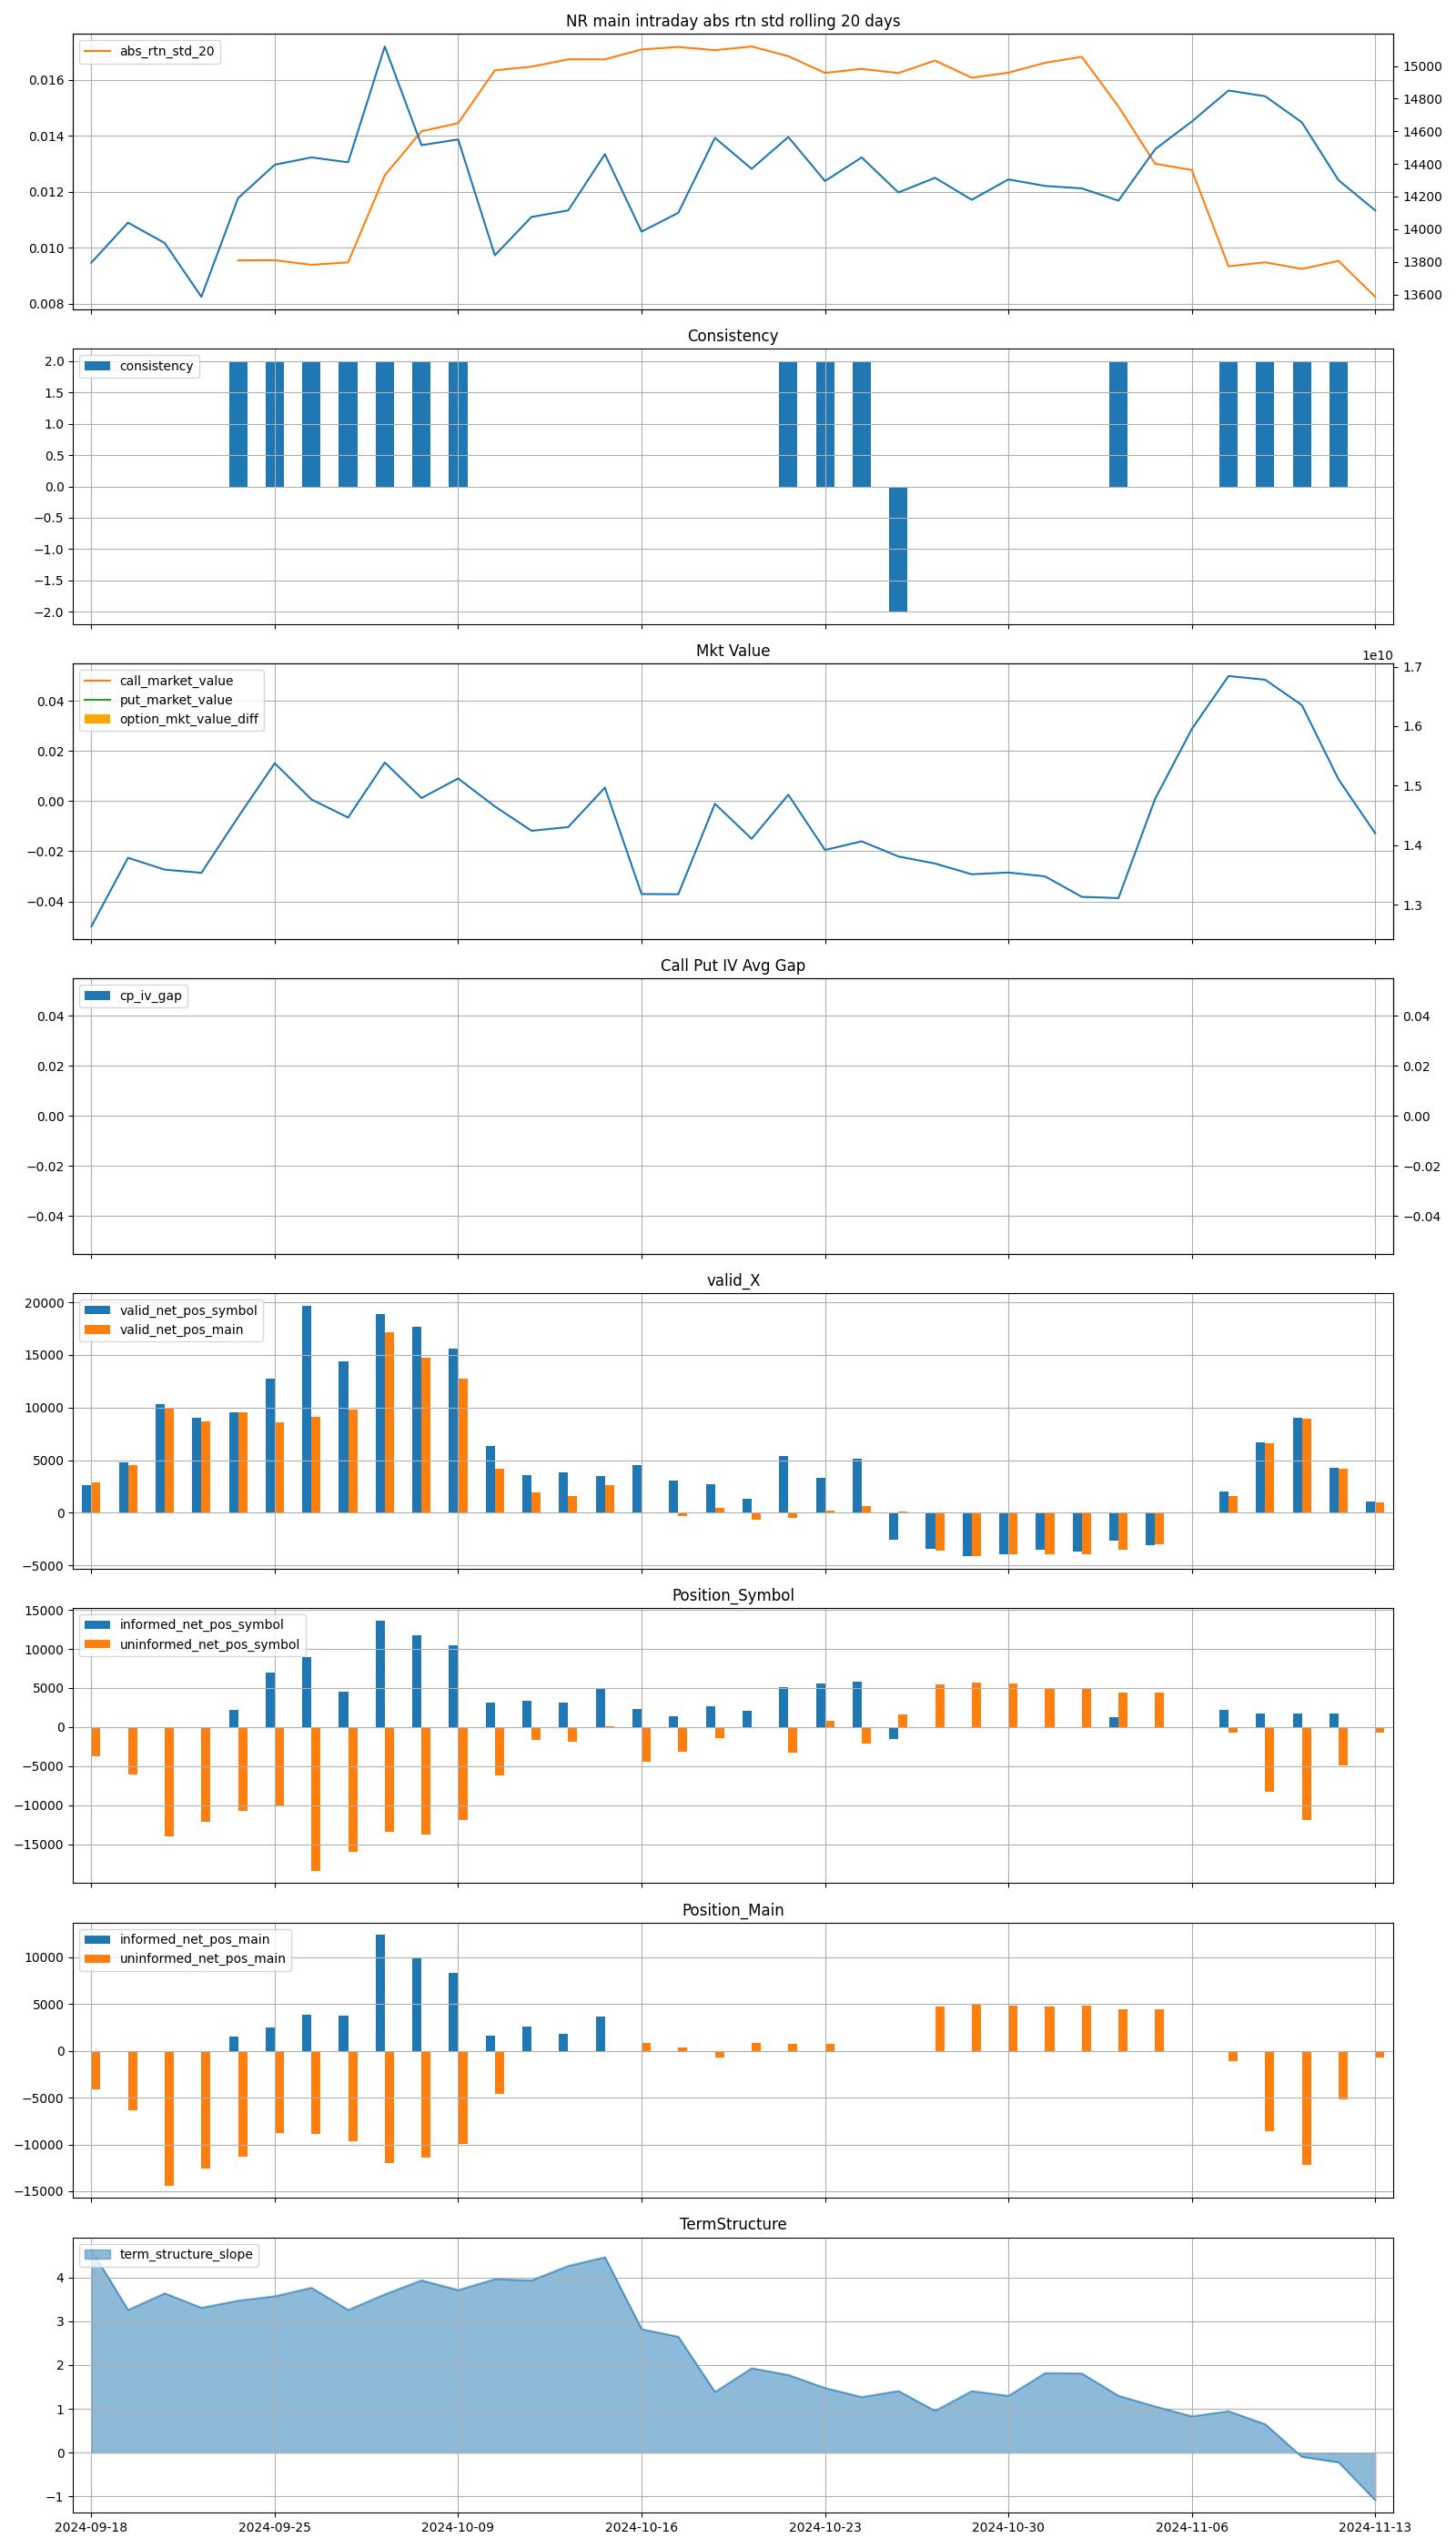 NR main intraday abs rtn std rolling 20 days
abs_rtn_std_20
0.016
0.014
0.012
0.010
0.008
15000
14800
14600
14400
14200
14000
13800
13600
Consistency
consistency
2.0
1.5
1.0
0.5
0.0
−0.5
−1.0
−1.5
−2.0
Mkt Value
1e10
call_market_value
put_market_value
option_mkt_value_diff
0.04
0.02
0.00
−0.02
−0.04
1.7
1.6
1.5
1.4
1.3
Call Put IV Avg Gap
cp_iv_gap
0.04
0.02
0.00
−0.02
−0.04
0.04
0.02
0.00
−0.02
−0.04
valid_X
valid_net_pos_symbol
valid_net_pos_main
20000
15000
10000
5000
0
−5000
Position_Symbol
informed_net_pos_symbol
uninformed_net_pos_symbol
15000
10000
5000
0
−5000
−10000
−15000
Position_Main
informed_net_pos_main
uninformed_net_pos_main
10000
5000
0
−5000
−10000
−15000
TermStructure
term_structure_slope
4
3
2
1
0
−1
2024-09-18 2024-09-25 2024-10-09 2024-10-16 2024-10-23 2024-10-30 2024-11-06 2024-11-13